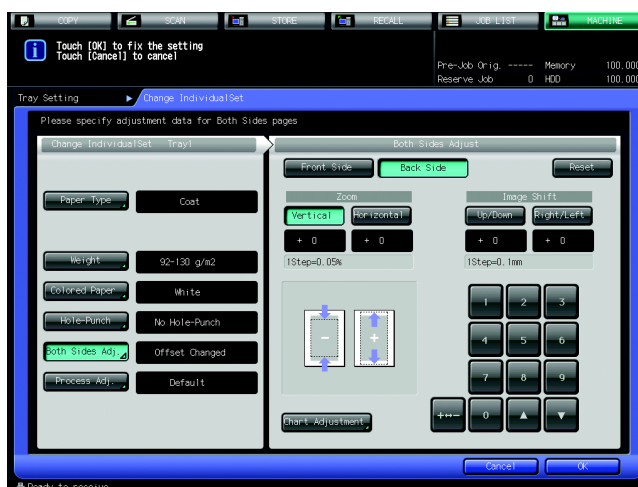 COPY SCAN STORE RECALL JOB LIST MACHINE
Touch [OK] to fix the setting
Touch [Cancel] to cancel
Pre-Job Orig. ----- Memory 100.000
Reserve Job 0 HDD 100.000
Tray Setting Change IndividualSet
Please specify adjustment data for Both Sides pages
Change IndividualSet Tray1
Both Sides Adjust
Front Side Back Side Reset
Paper Type Coat
Zoom
Image Shift
Vertical Horizontal
Up/Down Right/Left
+ 0 + 0
+ 0 + 0
1Step=0.05%
1Step=0.1mm
Weight 92-130 g/m2
Colored Paper White
Hole-Punch No Hole-Punch
Both Sides Adj. Offset Changed
Process Adj. Default
- +
1 2 3
4 5 6
7 8 9
+↔- 0 ▲ ▼
Chart Adjustment
Cancel OK
Ready to receive